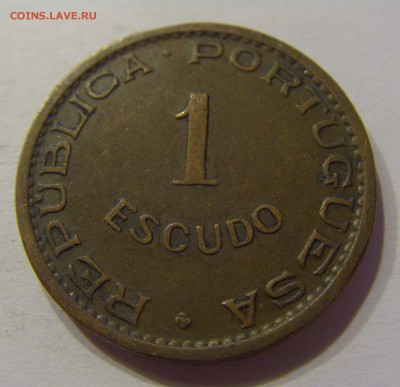 COINS.LAVE.RU
REPUBLICA · PORTUGUESA
1
ESCUDO